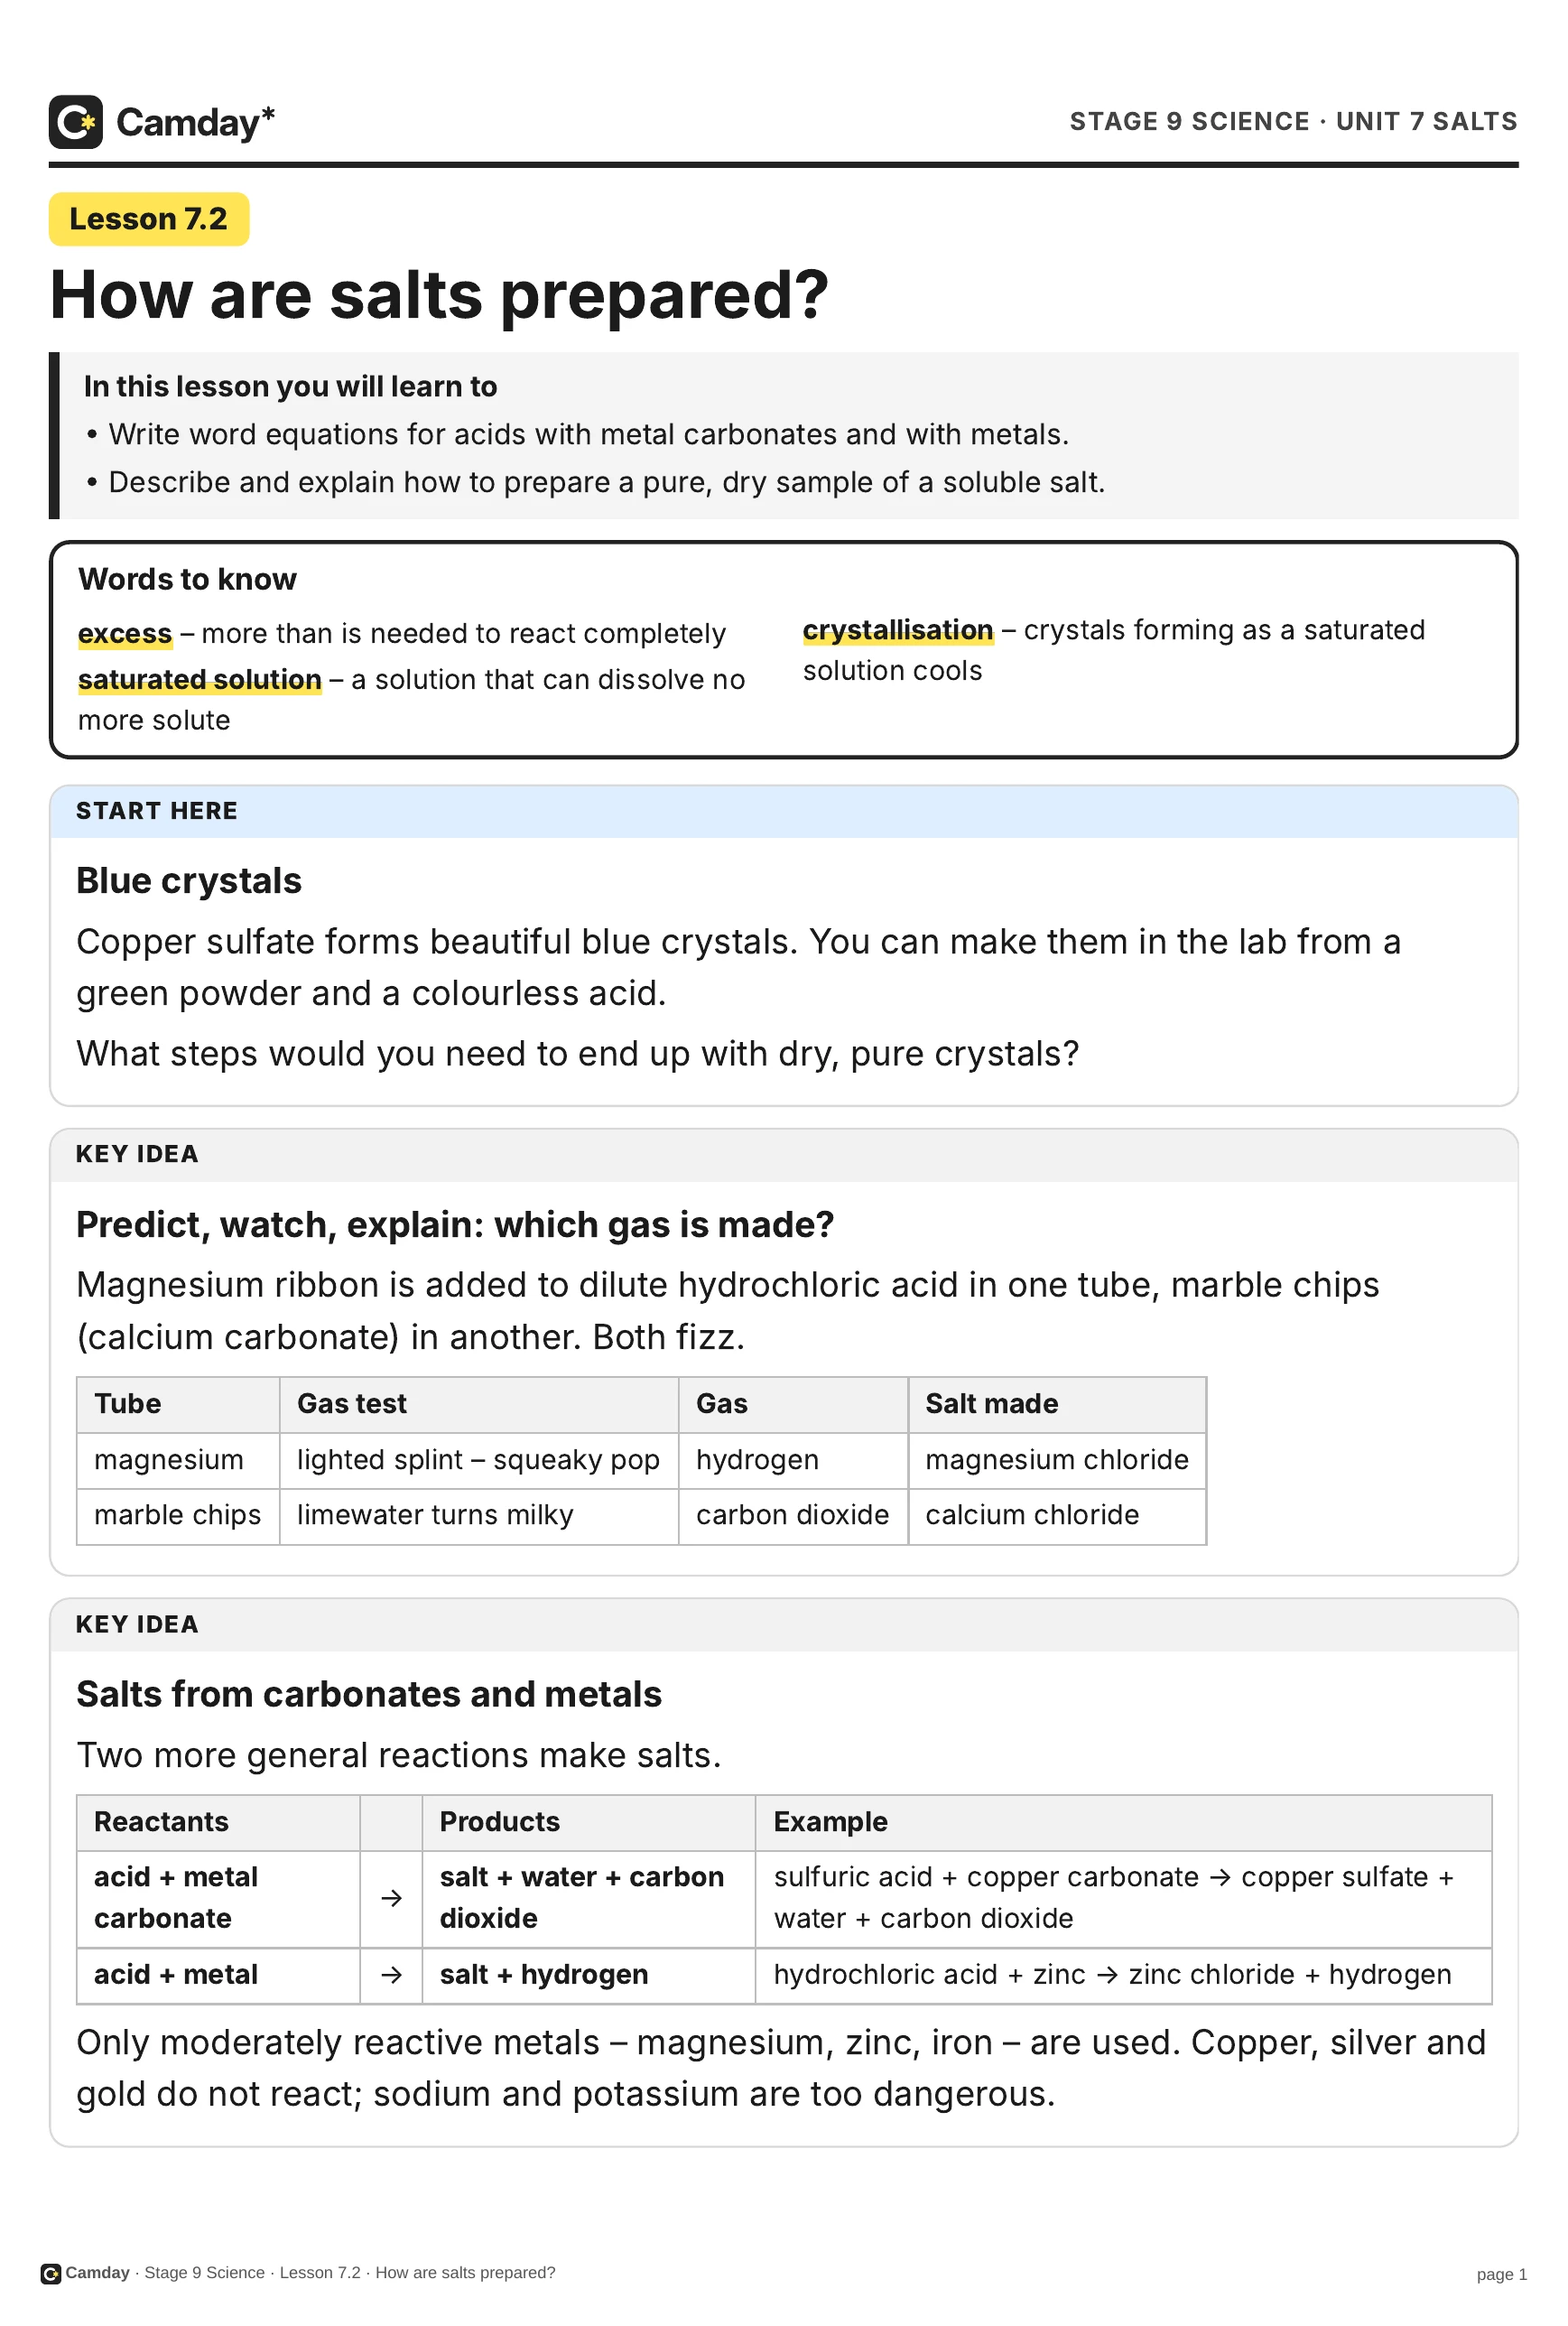 Camday*
STAGE 9 SCIENCE · UNIT 7 SALTS
Lesson 7.2
How are salts prepared?
In this lesson you will learn to
• Write word equations for acids with metal carbonates and with metals.
• Describe and explain how to prepare a pure, dry sample of a soluble salt.
Words to know
excess – more than is needed to react completely
saturated solution – a solution that can dissolve no
more solute
crystallisation – crystals forming as a saturated
solution cools
START HERE
Blue crystals
Copper sulfate forms beautiful blue crystals. You can make them in the lab from a
green powder and a colourless acid.
What steps would you need to end up with dry, pure crystals?
KEY IDEA
Predict, watch, explain: which gas is made?
Magnesium ribbon is added to dilute hydrochloric acid in one tube, marble chips
(calcium carbonate) in another. Both fizz.
Tube Gas test Gas Salt made
magnesium lighted splint – squeaky pop hydrogen magnesium chloride
marble chips limewater turns milky carbon dioxide calcium chloride
KEY IDEA
Salts from carbonates and metals
Two more general reactions make salts.
Reactants Products Example
acid + metal
carbonate
→
salt + water + carbon
dioxide
sulfuric acid + copper carbonate → copper sulfate +
water + carbon dioxide
acid + metal → salt + hydrogen hydrochloric acid + zinc → zinc chloride + hydrogen
Only moderately reactive metals – magnesium, zinc, iron – are used. Copper, silver and
gold do not react; sodium and potassium are too dangerous.
Camday · Stage 9 Science · Lesson 7.2 · How are salts prepared?
page 1